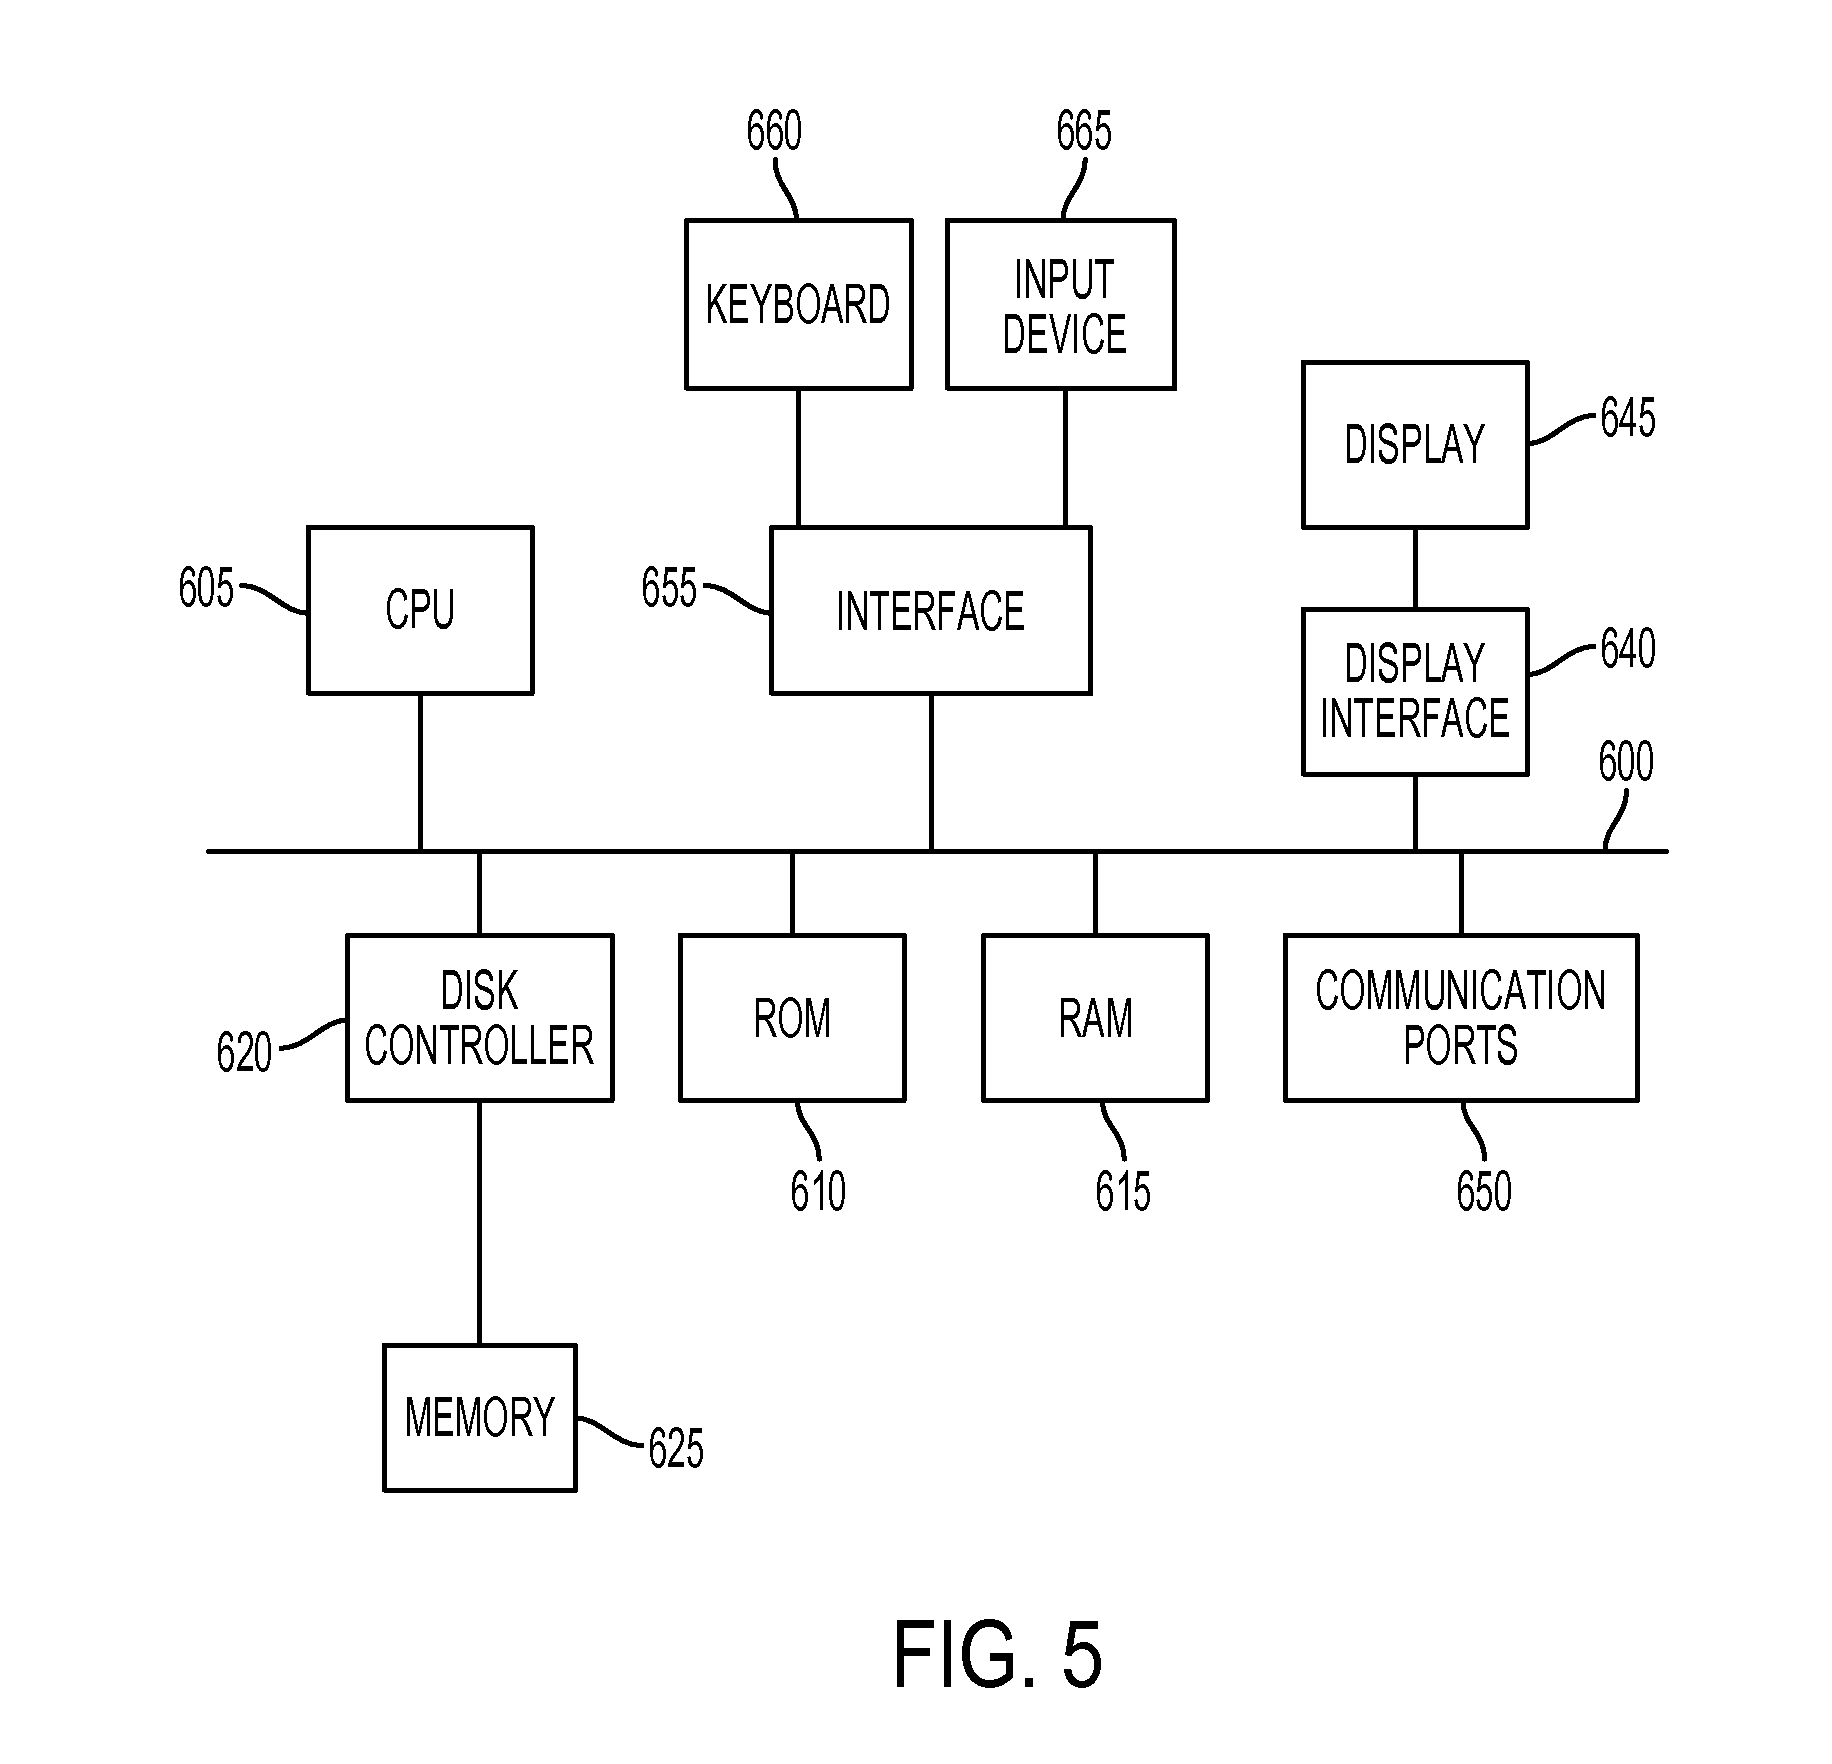 660
665
KEYBOARD
INPUT
DEVICE
DISPLAY
645
605
CPU
655
INTERFACE
DISPLAY
INTERFACE
640
600
DISK
CONTROLLER
620
ROM
RAM
COMMUNICATION
PORTS
610
615
650
MEMORY
625
FIG. 5